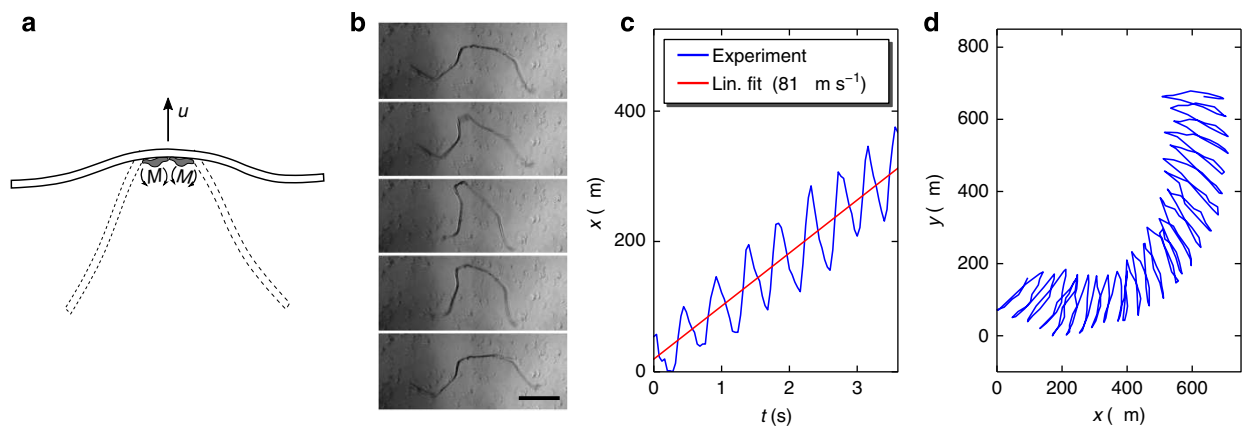 a
u
(M) (M)
b
c
Experiment
Lin. fit (81 m s⁻¹)
400
200
0
x ( m)
0 1 2 3
t (s)
d
800
600
400
200
0
y ( m)
0 200 400 600
x ( m)